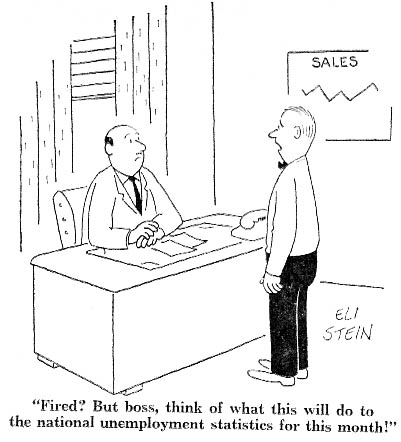 SALES
ELI
STEIN
“Fired? But boss, think of what this will do to
the national unemployment statistics for this month!”